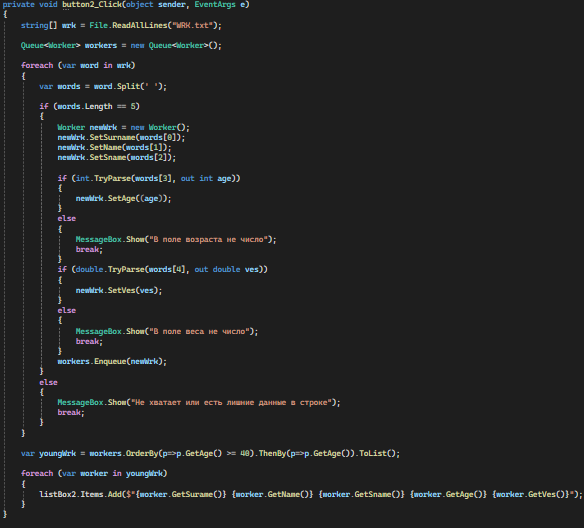 private void button2_Click(object sender, EventArgs e)
{
string[] wrk = File.ReadAllLines("WRK.txt");
Queue<Worker> workers = new Queue<Worker>();
foreach (var word in wrk)
{
var words = word.Split(' ');
if (words.Length == 5)
{
Worker newWrk = new Worker();
newWrk.SetSurname(words[0]);
newWrk.SetName(words[1]);
newWrk.SetSname(words[2]);
if (int.TryParse(words[3], out int age))
{
newWrk.SetAge((age));
}
else
{
MessageBox.Show("В поле возраста не число");
break;
}
if (double.TryParse(words[4], out double ves))
{
newWrk.SetVes(ves);
}
else
{
MessageBox.Show("В поле веса не число");
break;
}
workers.Enqueue(newWrk);
}
else
{
MessageBox.Show("Не хватает или есть лишние данные в строке");
break;
}
}
var youngWrk = workers.OrderBy(p=>p.GetAge() >= 40).ThenBy(p=>p.GetAge()).ToList();
foreach (var worker in youngWrk)
{
listBox2.Items.Add($"{worker.GetSurame()} {worker.GetName()} {worker.GetSname()} {worker.GetAge()} {worker.GetVes()}");
}
}